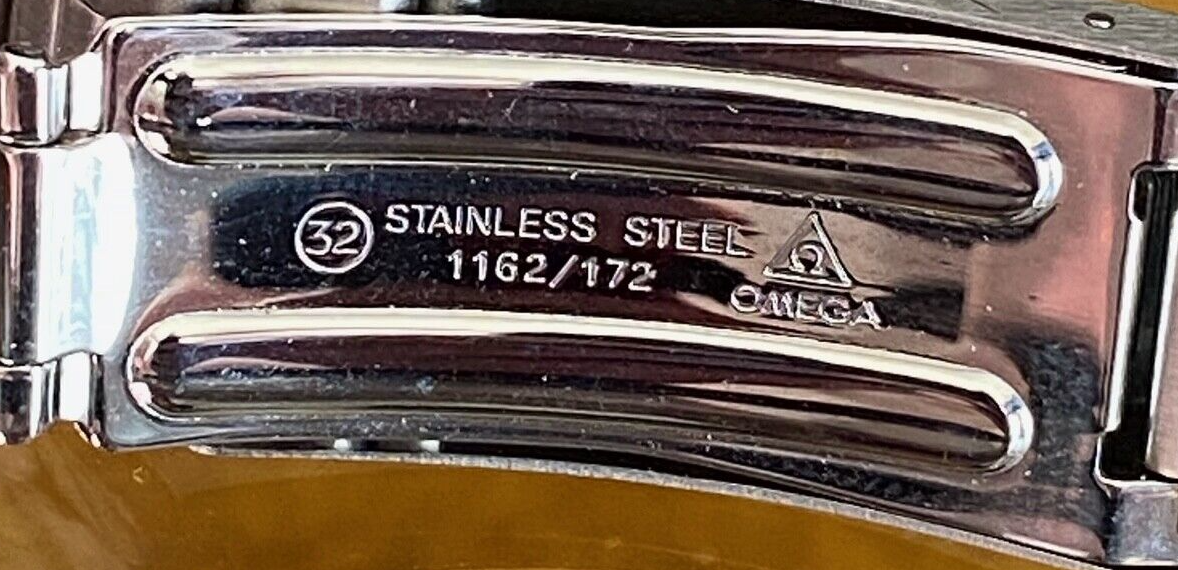 32 STAINLESS STEEL Ω
1162/172
OMEGA